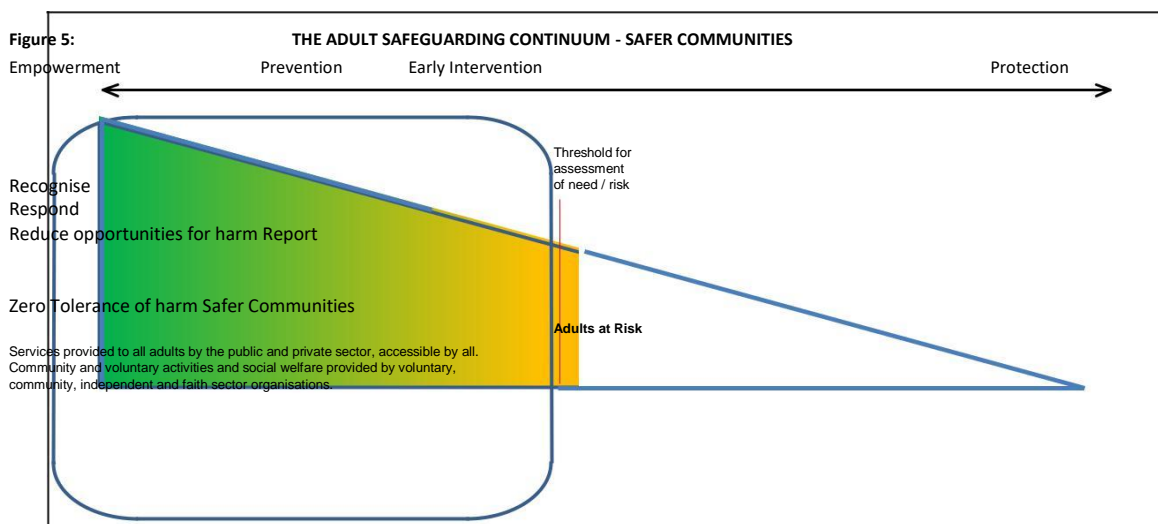 Figure 5: THE ADULT SAFEGUARDING CONTINUUM - SAFER COMMUNITIES
Empowerment Prevention Early Intervention Protection
Threshold for
assessment
of need / risk
Recognise
Respond
Reduce opportunities for harm Report
Zero Tolerance of harm Safer Communities
Adults at Risk
Services provided to all adults by the public and private sector, accessible by all.
Community and voluntary activities and social welfare provided by voluntary,
community, independent and faith sector organisations.